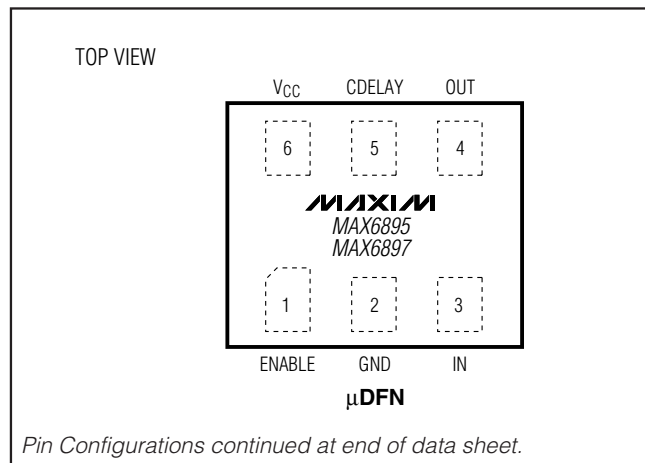 TOP VIEW
VCC CDELAY OUT
6 5 4
MAXIM
MAX6895
MAX6897
1 2 3
ENABLE GND IN
μDFN
Pin Configurations continued at end of data sheet.